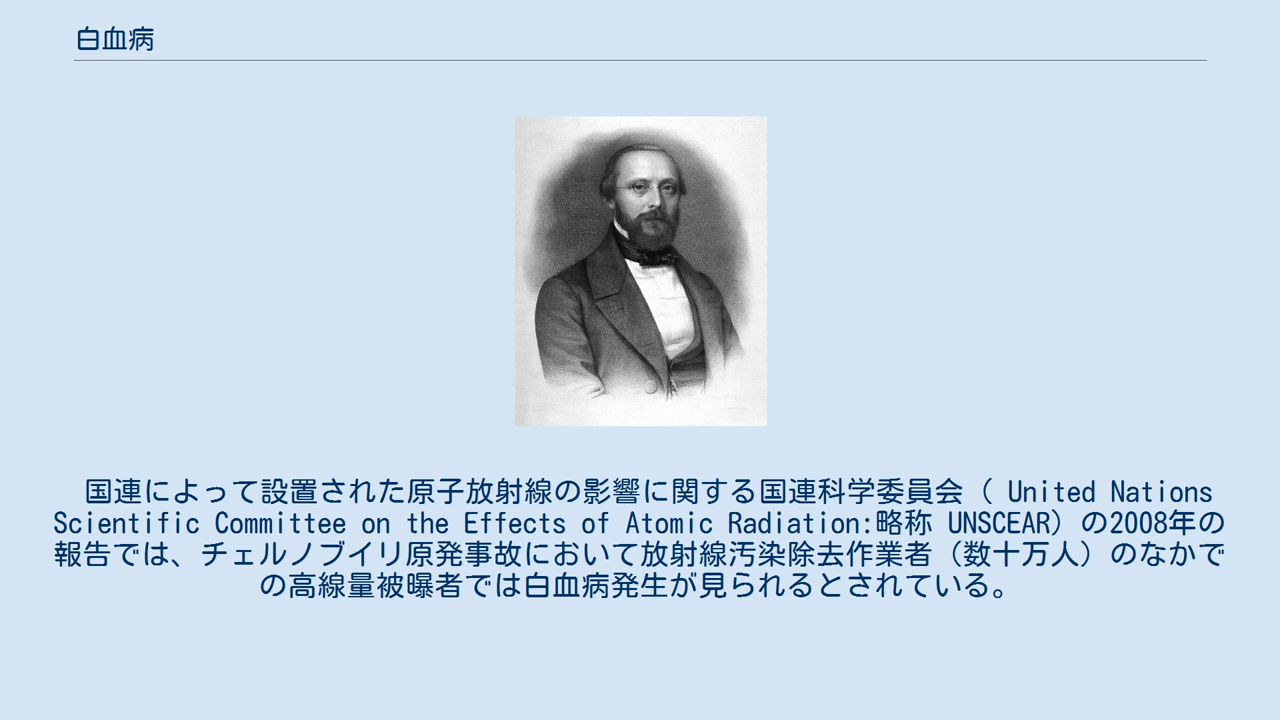 白血病
国連によって設置された原子放射線の影響に関する国連科学委員会（ United Nations
Scientific Committee on the Effects of Atomic Radiation:略称 UNSCEAR）の2008年の
報告では、チェルノブイリ原発事故において放射線汚染除去作業者（数十万人）のなかで
の高線量被曝者では白血病発生が見られるとされている。